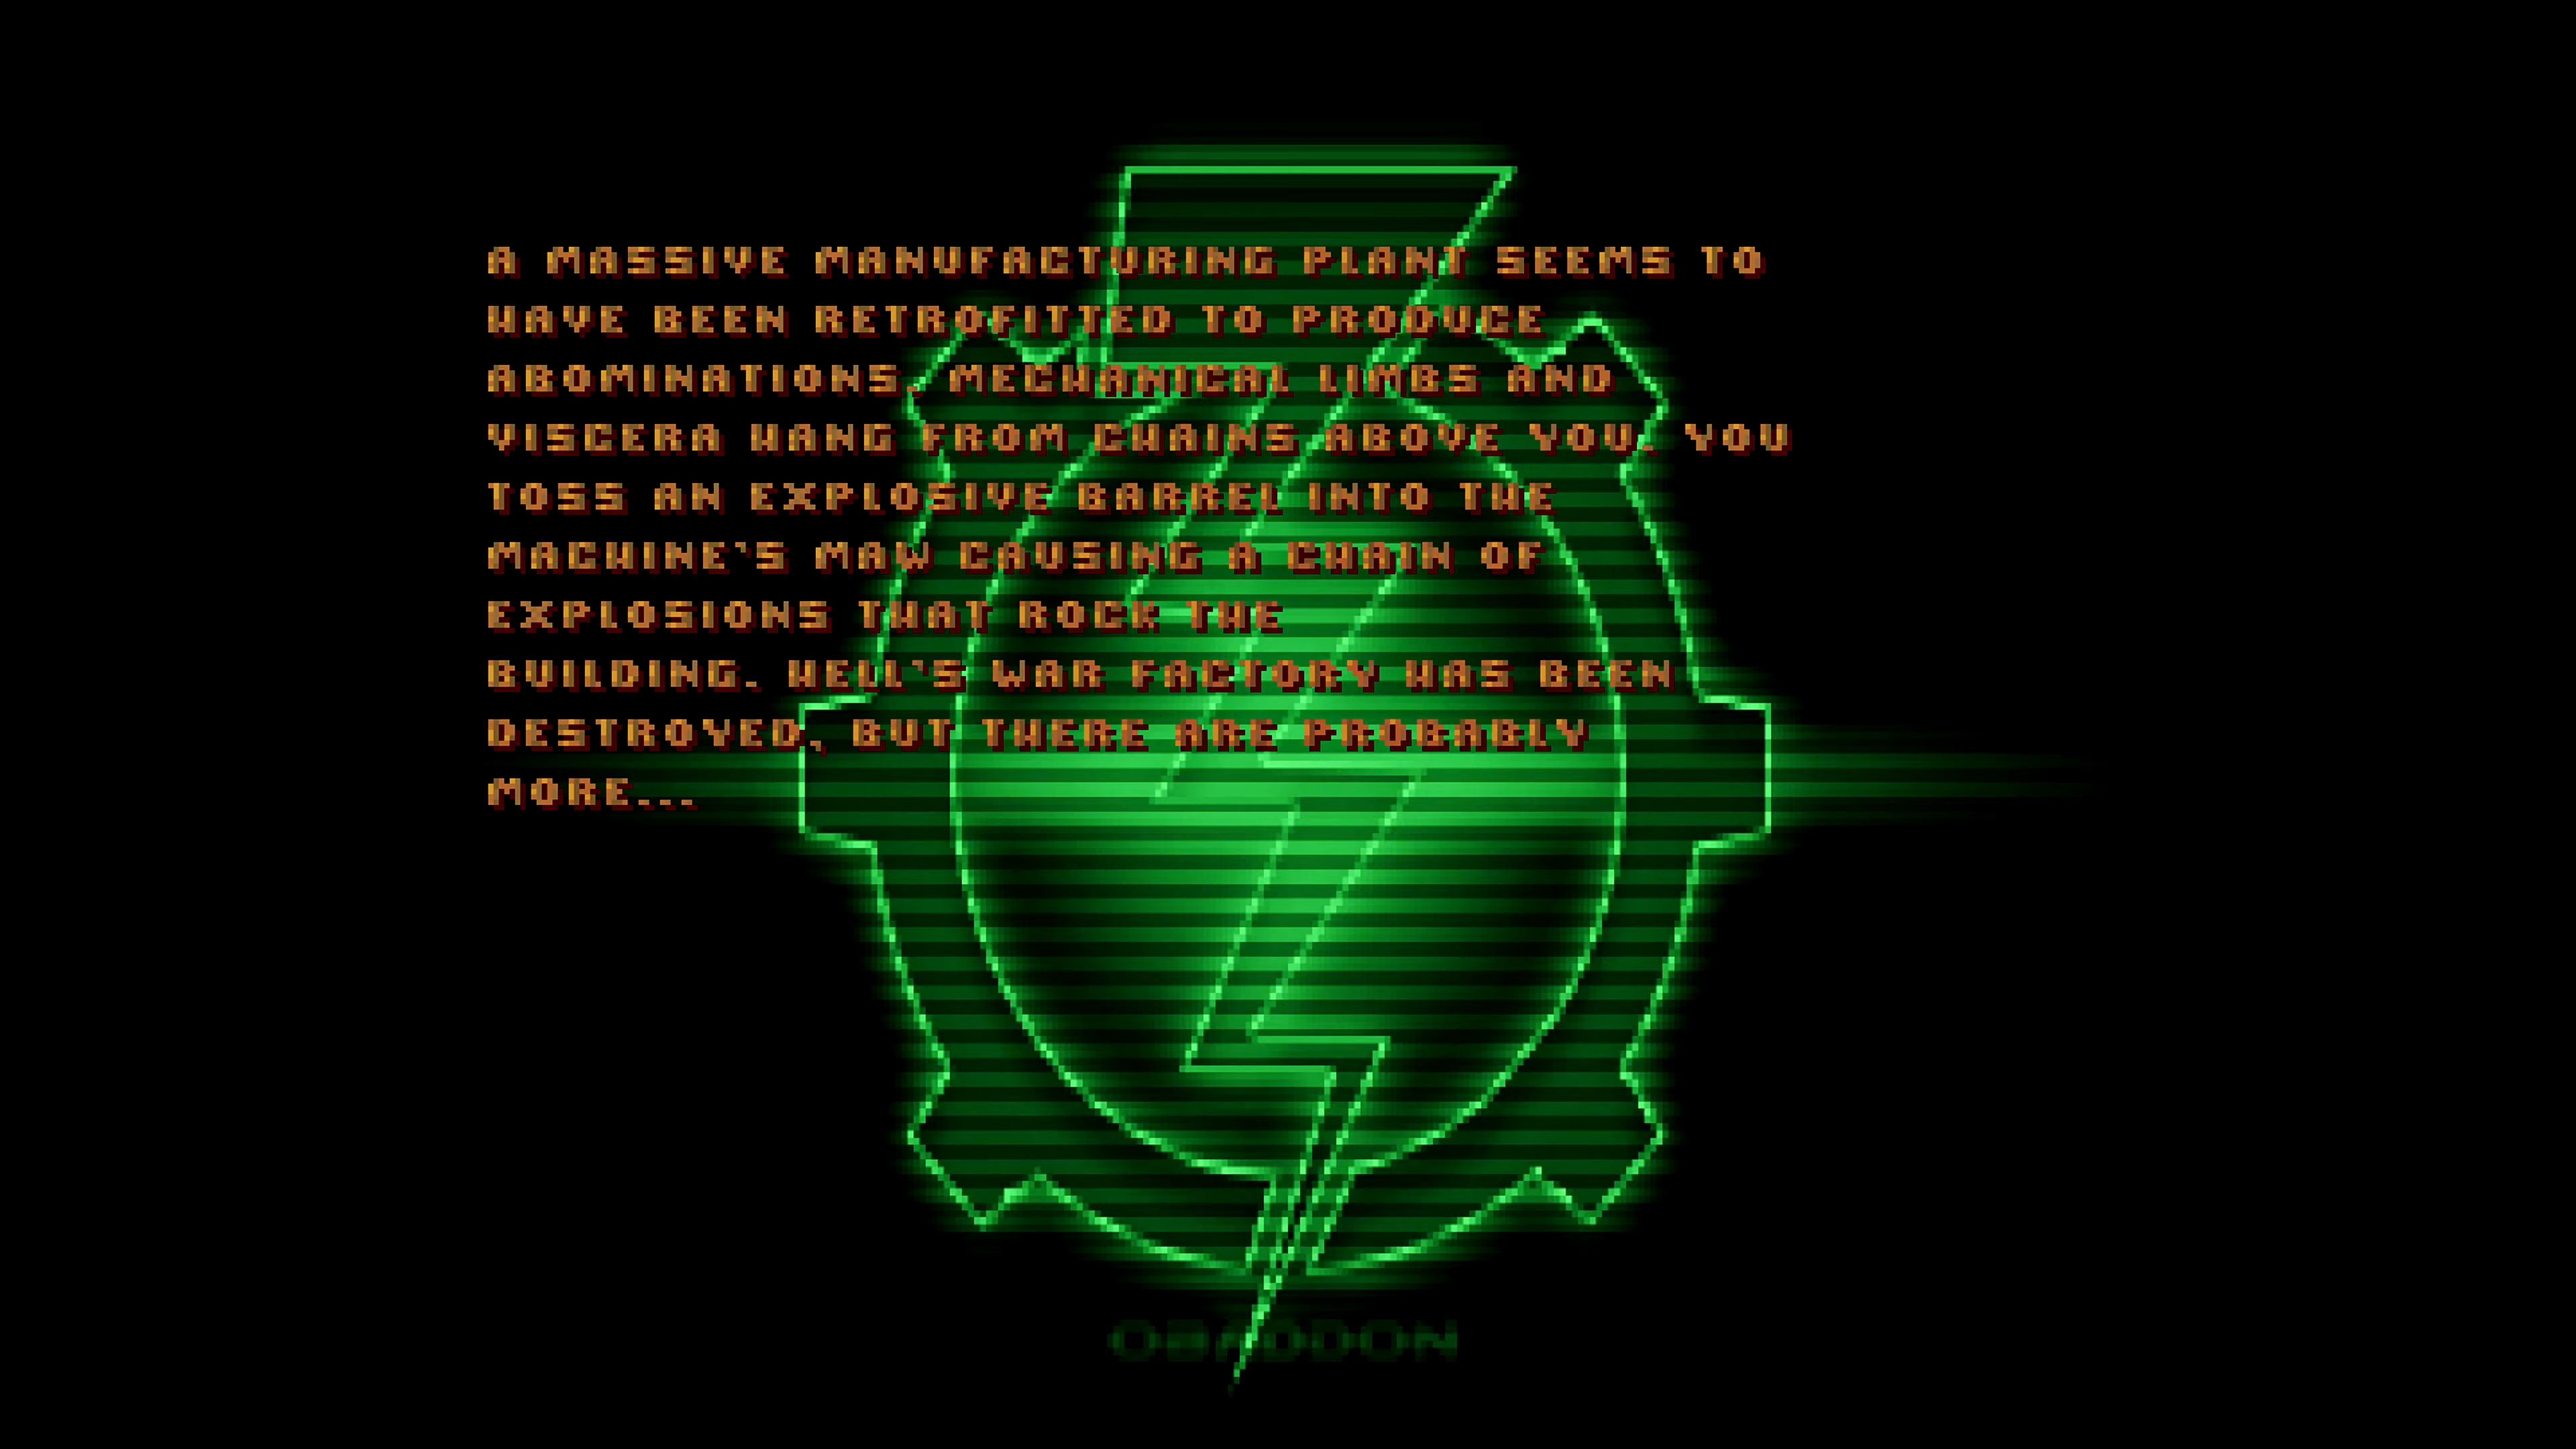 A MASSIVE MANUFACTURING PLANT SEEMS TO
HAVE BEEN RETROFITTED TO PRODUCE
ABOMINATIONS. MECHANICAL LIMBS AND
VISCERA HANG FROM CHAINS ABOVE YOU. YOU
TOSS AN EXPLOSIVE BARREL INTO THE
MACHINE'S MAW CAUSING A CHAIN OF
EXPLOSIONS THAT ROCK THE
BUILDING. HELL'S WAR FACTORY HAS BEEN
DESTROYED, BUT THERE ARE PROBABLY
MORE...
OBADDON